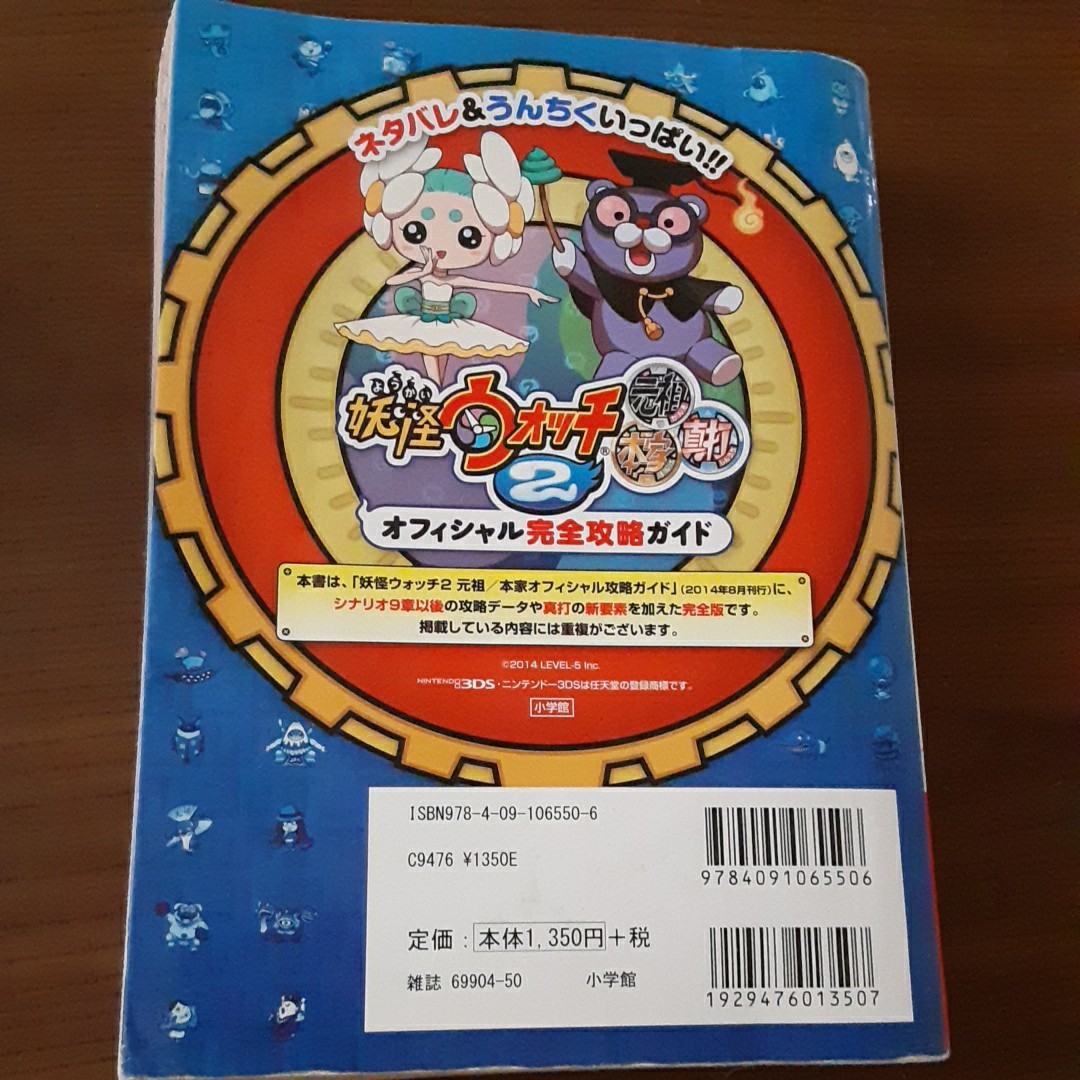 ネタバレ&うんちくいっぱい!!
ようかい
妖怪ウォッチ®2
元祖
本家
真打
オフィシャル完全攻略ガイド
本書は、「妖怪ウォッチ2 元祖/本家オフィシャル攻略ガイド」(2014年8月刊行)に、
シナリオ9章以後の攻略データや真打の新要素を加えた完全版です。
掲載している内容には重複がございます。
©2014 LEVEL-5 Inc.
NINTENDO 3DS・ニンテンドー3DSは任天堂の登録商標です。
小学館
ISBN978-4-09-106550-6
C9476 ¥1350E
9784091065506
定価:本体1,350円+税
雑誌 69904-50 小学館
1929476013507